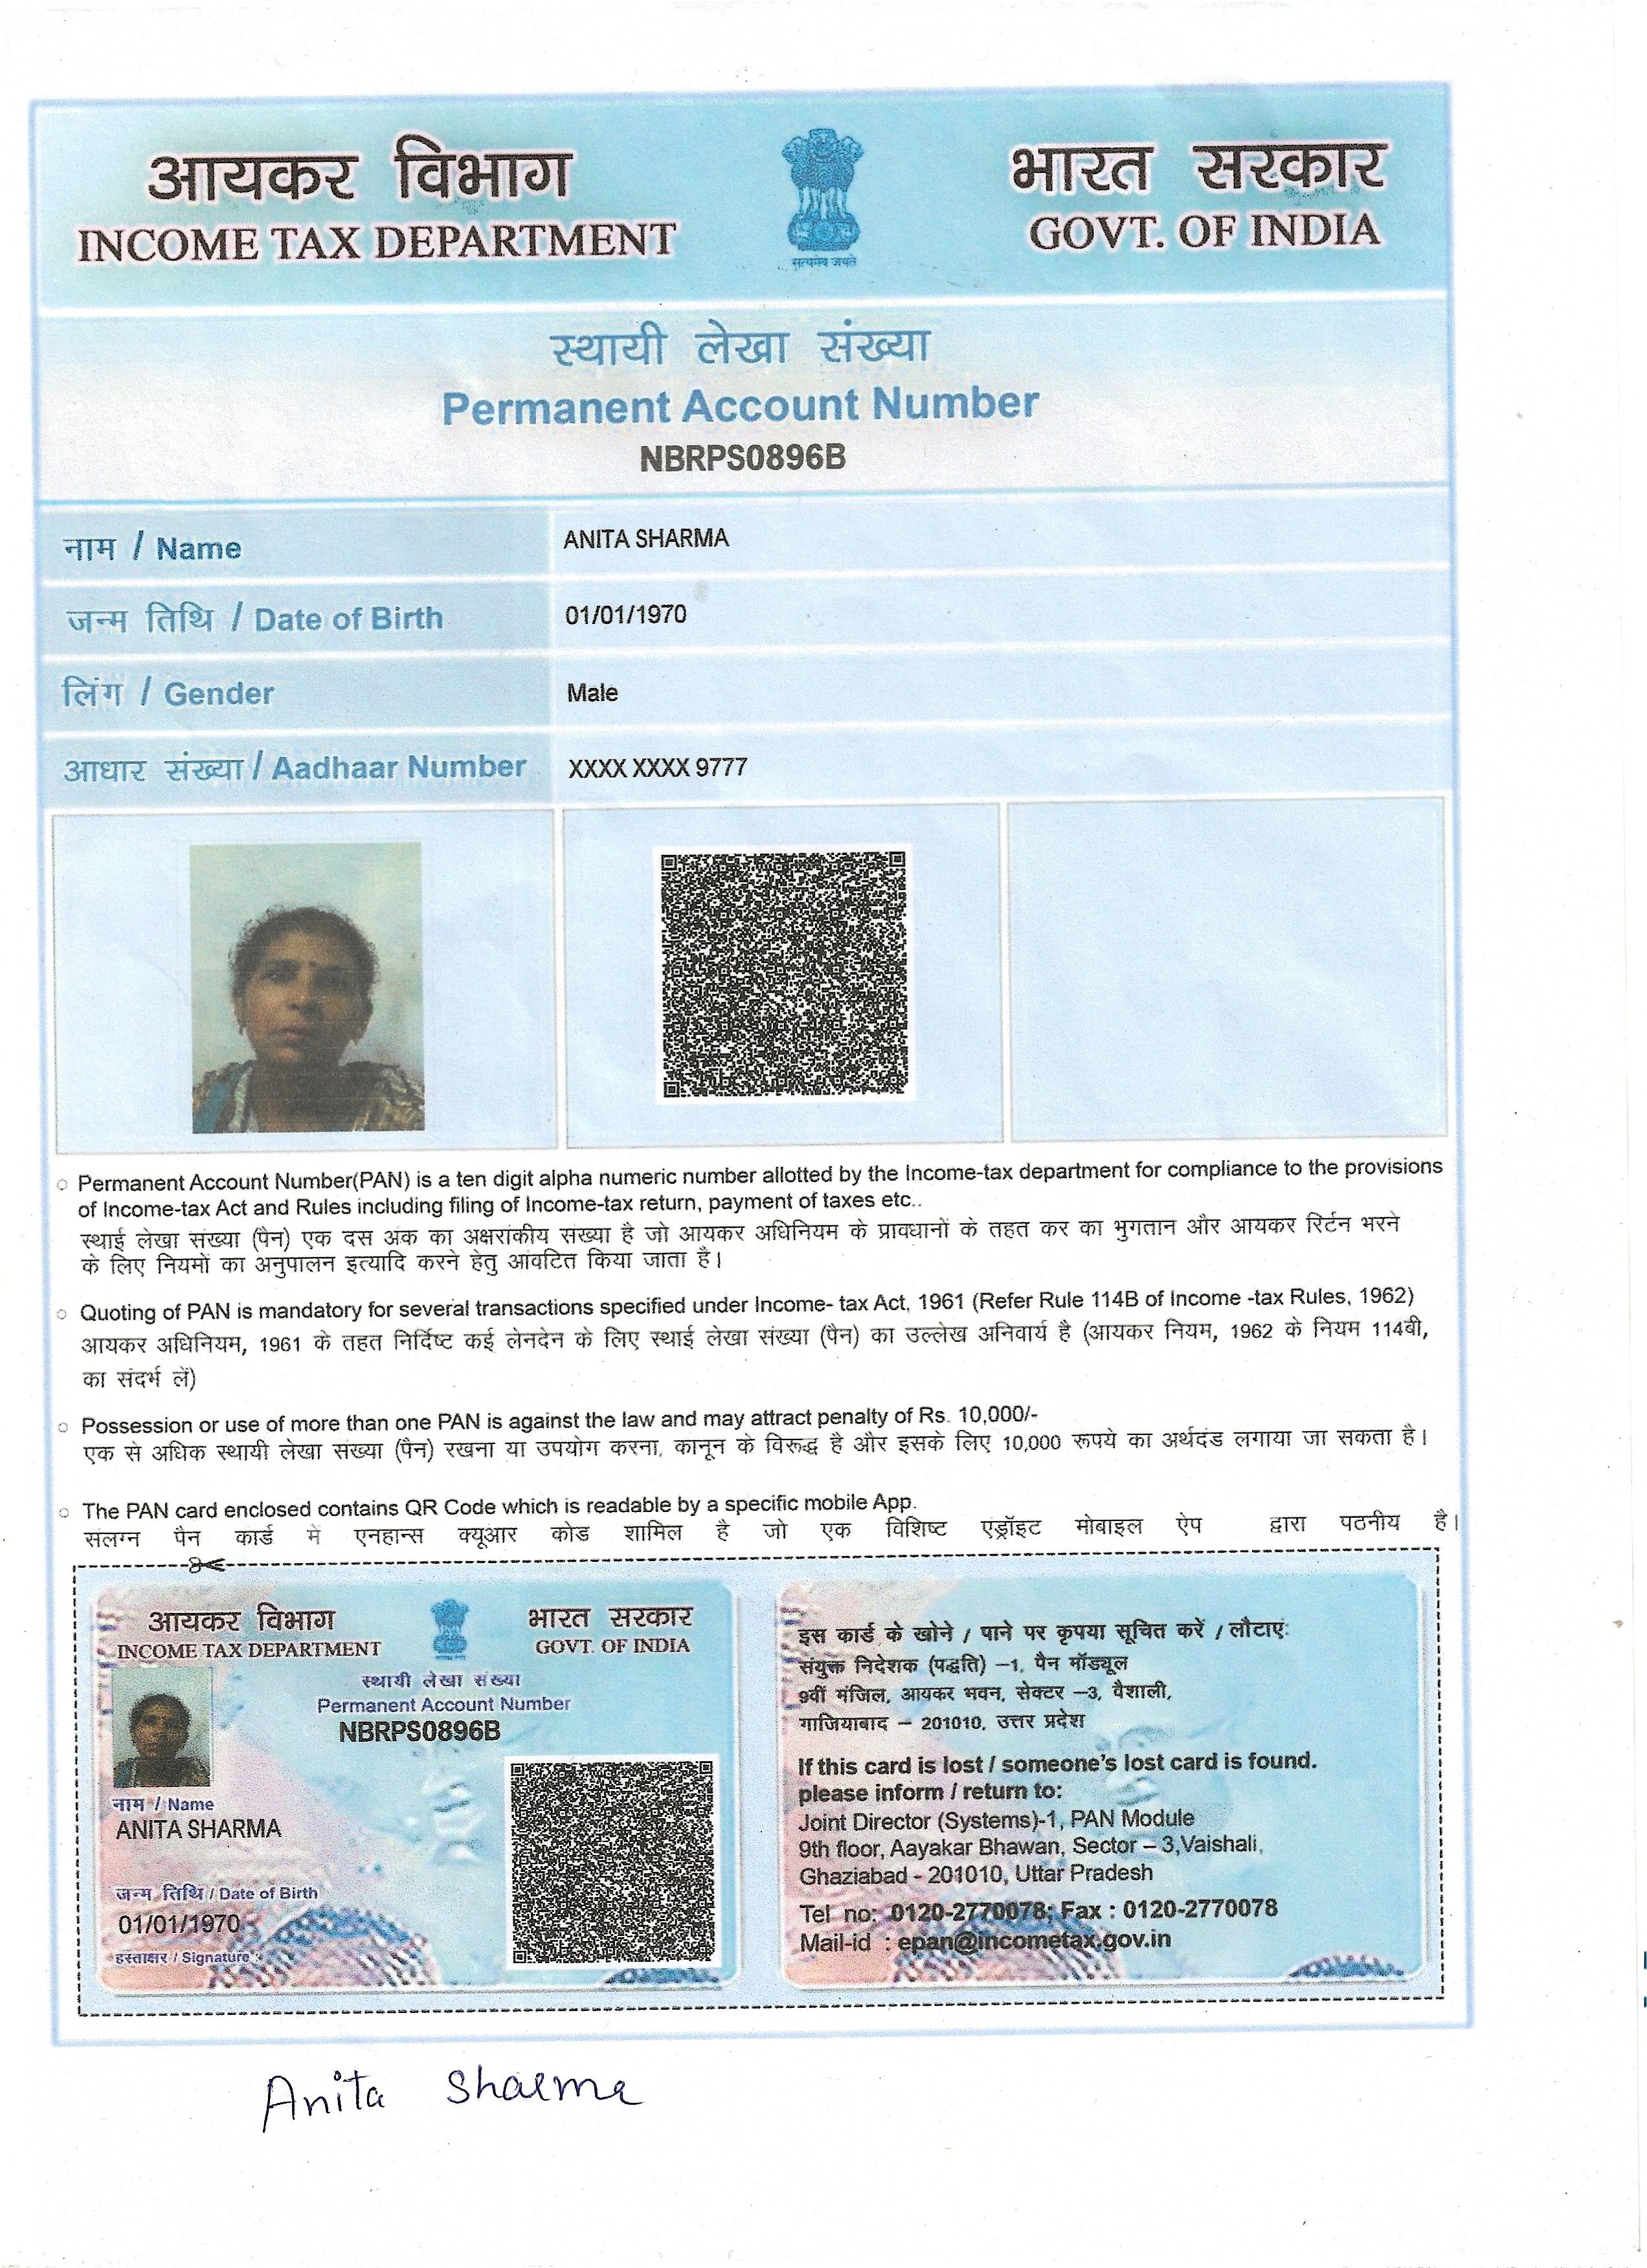 आयकर विभाग
INCOME TAX DEPARTMENT
सत्यमेव जयते
भारत सरकार
GOVT. OF INDIA
स्थायी लेखा संख्या
Permanent Account Number
NBRPS0896B
नाम / Name ANITA SHARMA
जन्म तिथि / Date of Birth 01/01/1970
लिंग / Gender Male
आधार संख्या / Aadhaar Number XXXX XXXX 9777
Permanent Account Number(PAN) is a ten digit alpha numeric number allotted by the Income-tax department for compliance to the provisions
of Income-tax Act and Rules including filing of Income-tax return, payment of taxes etc..
स्थाई लेखा संख्या (पैन) एक दस अंक का अक्षरांकीय संख्या है जो आयकर अधिनियम के प्रावधानों के तहत कर का भुगतान और आयकर रिर्टन भरने
के लिए नियमों का अनुपालन इत्यादि करने हेतु आवंटित किया जाता है।
Quoting of PAN is mandatory for several transactions specified under Income- tax Act, 1961 (Refer Rule 114B of Income -tax Rules, 1962)
आयकर अधिनियम, 1961 के तहत निर्दिष्ट कई लेनदेन के लिए स्थाई लेखा संख्या (पैन) का उल्लेख अनिवार्य है (आयकर नियम, 1962 के नियम 114बी,
का संदर्भ लें)
Possession or use of more than one PAN is against the law and may attract penalty of Rs. 10,000/-
एक से अधिक स्थायी लेखा संख्या (पैन) रखना या उपयोग करना, कानून के विरूद्ध है और इसके लिए 10,000 रूपये का अर्थदंड लगाया जा सकता है।
The PAN card enclosed contains QR Code which is readable by a specific mobile App.
संलग्न पैन कार्ड में एनहान्स क्यूआर कोड शामिल है जो एक विशिष्ट एंड्रॉइट मोबाइल ऐप द्वारा पठनीय है।
आयकर विभाग
INCOME TAX DEPARTMENT
भारत सरकार
GOVT. OF INDIA
स्थायी लेखा संख्या
Permanent Account Number
NBRPS0896B
नाम / Name
ANITA SHARMA
जन्म तिथि / Date of Birth
01/01/1970
हस्ताक्षर / Signature
इस कार्ड के खोने / पाने पर कृपया सूचित करें / लौटाएं:
संयुक्त निदेशक (पद्धति) –1, पैन मॉड्यूल
9वीं मंजिल, आयकर भवन, सेक्टर –3, वैशाली,
गाजियाबाद – 201010, उत्तर प्रदेश
If this card is lost / someone's lost card is found.
please inform / return to:
Joint Director (Systems)-1, PAN Module
9th floor, Aayakar Bhawan, Sector – 3,Vaishali,
Ghaziabad - 201010, Uttar Pradesh
Tel no: 0120-2770078; Fax : 0120-2770078
Mail-id : epan@incometax.gov.in
Anita Sharma